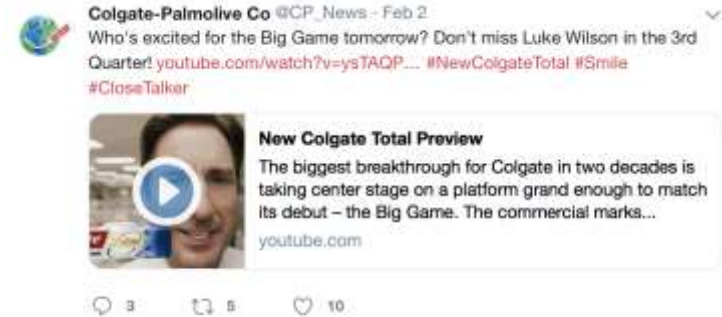 Colgate-Palmolive Co @CP_News - Feb 2
Who's excited for the Big Game tomorrow? Don't miss Luke Wilson in the 3rd
Quarter! youtube.com/watch?v=ysTAQP... #NewColgateTotal #Smile
#CloseTalker
New Colgate Total Preview
The biggest breakthrough for Colgate in two decades is
taking center stage on a platform grand enough to match
its debut – the Big Game. The commercial marks...
youtube.com
3 5 10